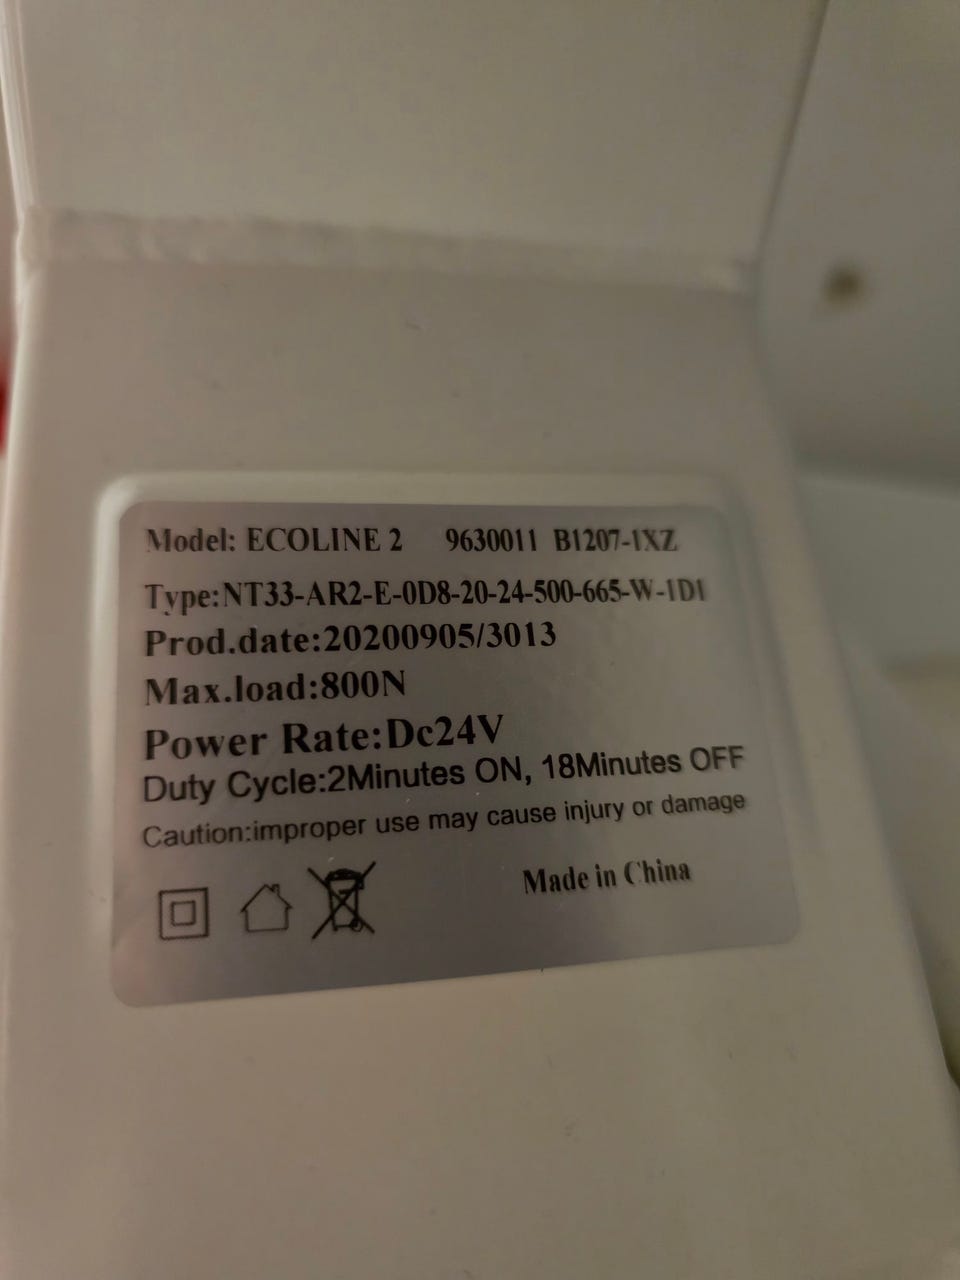 Model: ECOLINE 2 9630011 B1207-1XZ
Type:NT33-AR2-E-0D8-20-24-500-665-W-1D1
Prod.date:20200905/3013
Max.load:800N
Power Rate:Dc24V
Duty Cycle:2Minutes ON, 18Minutes OFF
Caution:improper use may cause injury or damage
Made in China